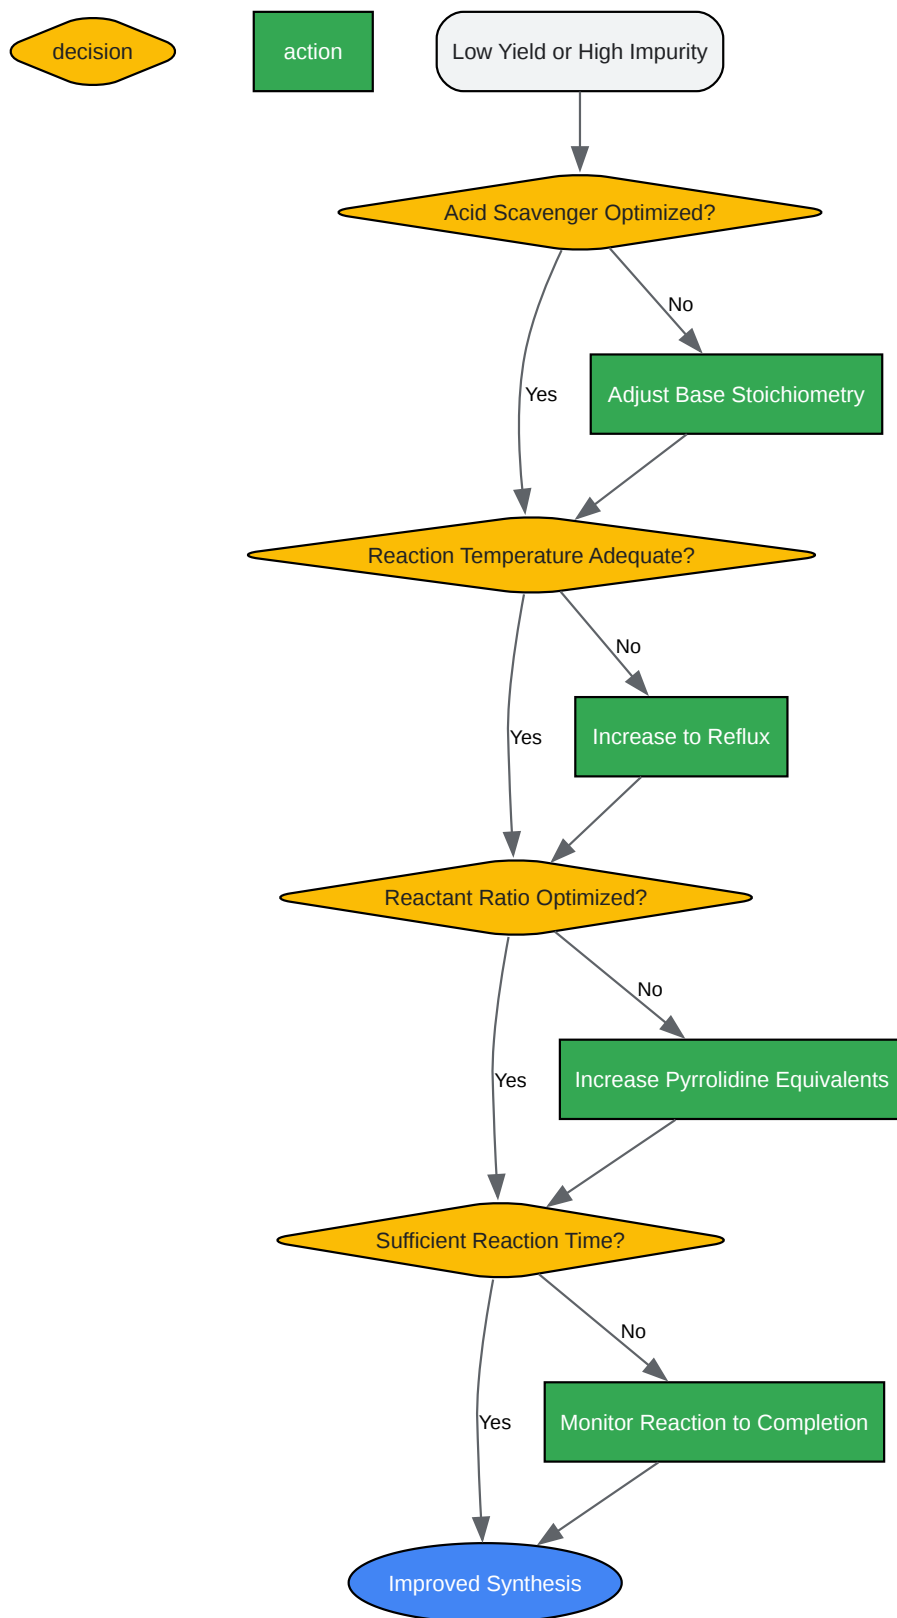 decision
action
Low Yield or High Impurity
Acid Scavenger Optimized?
No
Yes
Adjust Base Stoichiometry
Reaction Temperature Adequate?
No
Yes
Increase to Reflux
Reactant Ratio Optimized?
No
Yes
Increase Pyrrolidine Equivalents
Sufficient Reaction Time?
No
Yes
Monitor Reaction to Completion
Improved Synthesis